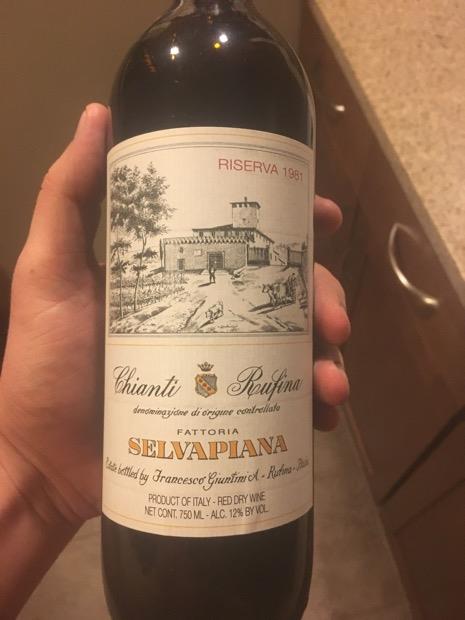 RISERVA 1981
Chianti Rufina
denominazione di origine controllata
FATTORIA
SELVAPIANA
Estate bottled by Francesco Giuntini A. - Rufina -
PRODUCT OF ITALY - RED DRY WINE
NET CONT. 750 ML - ALC. 12% BY VOL.